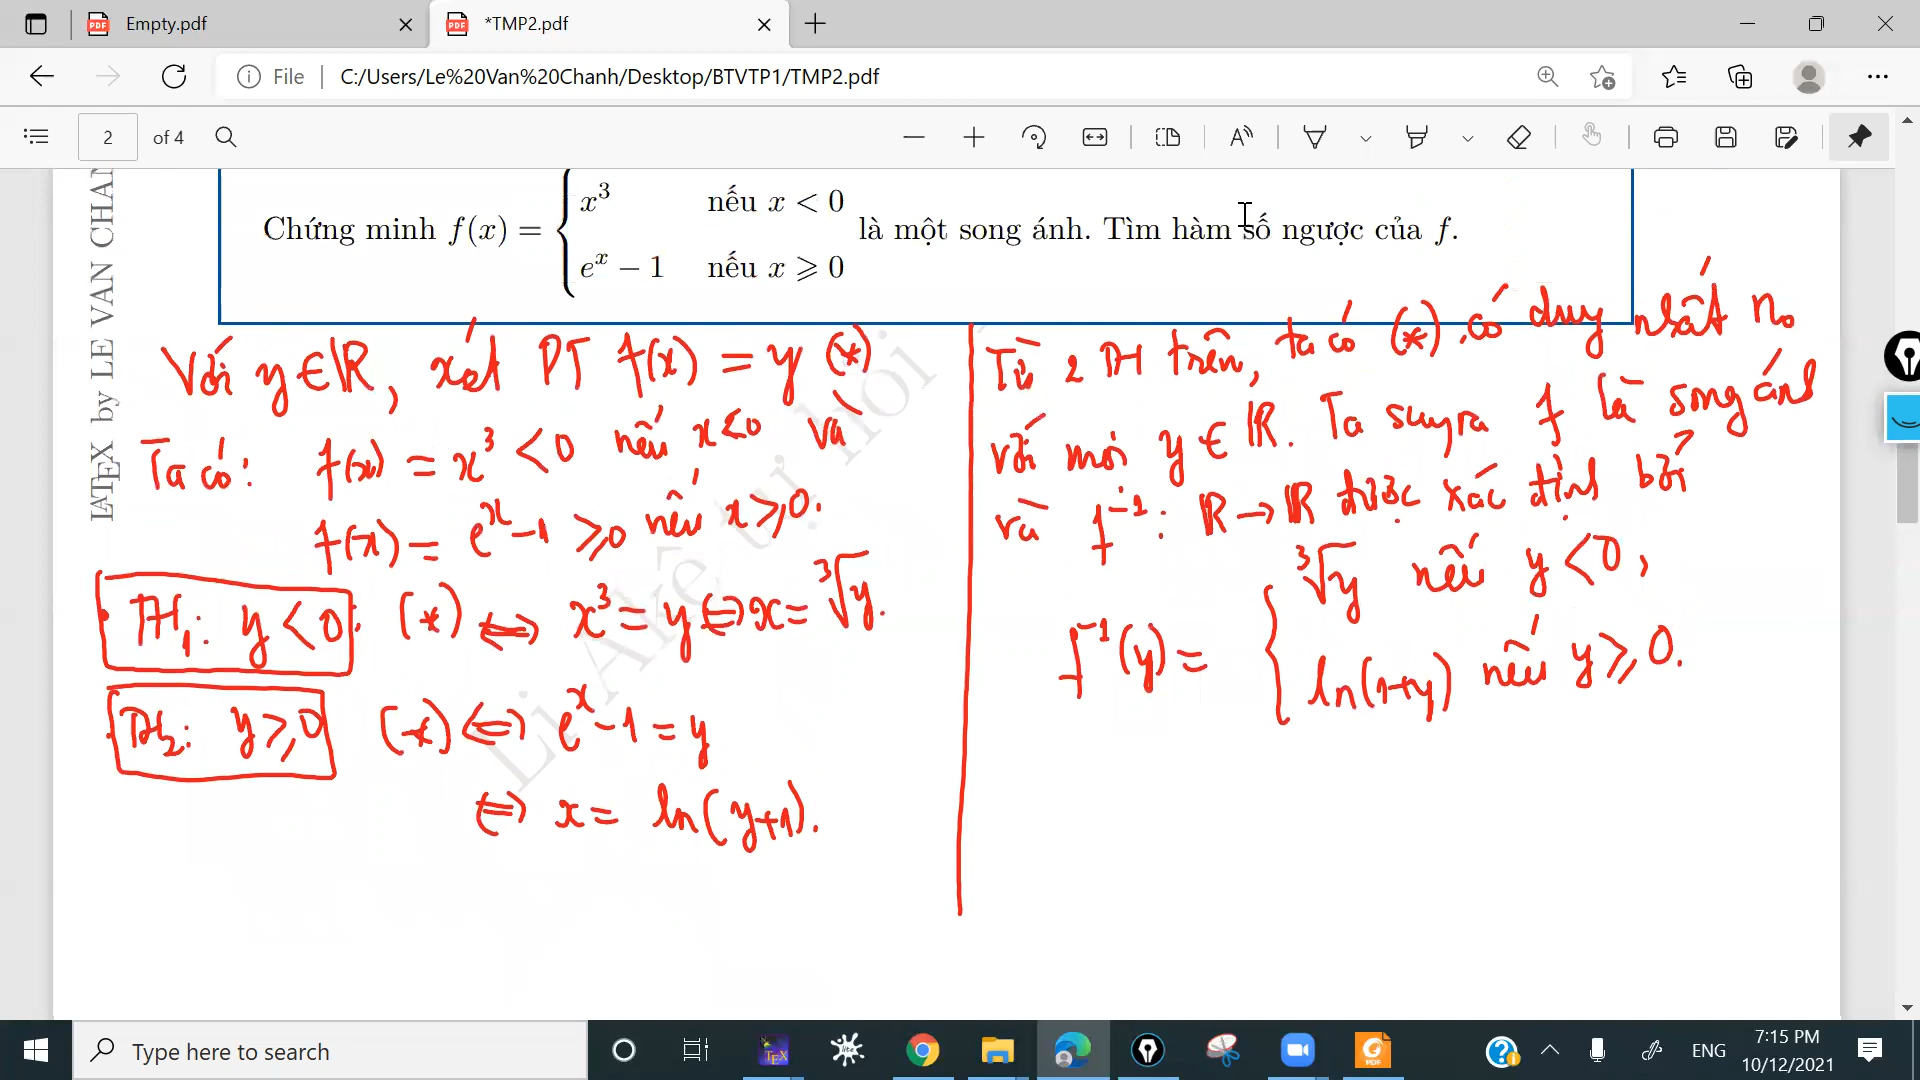 Empty.pdf
*TMP2.pdf
File
C:/Users/Le%20Van%20Chanh/Desktop/BTVTP1/TMP2.pdf
2 of 4
LATEX by LE VAN CHAN
Li Akê tự hỏi
Chứng minh f(x) = { x³ nếu x < 0
e^x − 1 nếu x ⩾ 0
là một song ánh. Tìm hàm số ngược của f.
Với y ∈ ℝ, xét PT f(x) = y (*)
Ta có: f(x) = x³ < 0 nếu x < 0 và
f(x) = e^x − 1 ⩾ 0 nếu x ⩾ 0.
TH₁: y < 0: (*) ⇔ x³ = y ⇔ x = ∛y.
TH₂: y ⩾ 0 (*) ⇔ e^x − 1 = y
⇔ x = ln(y+1).
Từ 2 TH trên, ta có (*) có duy nhất no
với mọi y ∈ ℝ. Ta suy ra f là song ánh
và f⁻¹: ℝ → ℝ được xác định bởi
f⁻¹(y) = { ∛y nếu y < 0,
ln(1+y) nếu y ⩾ 0.
Type here to search
ENG
7:15 PM
10/12/2021